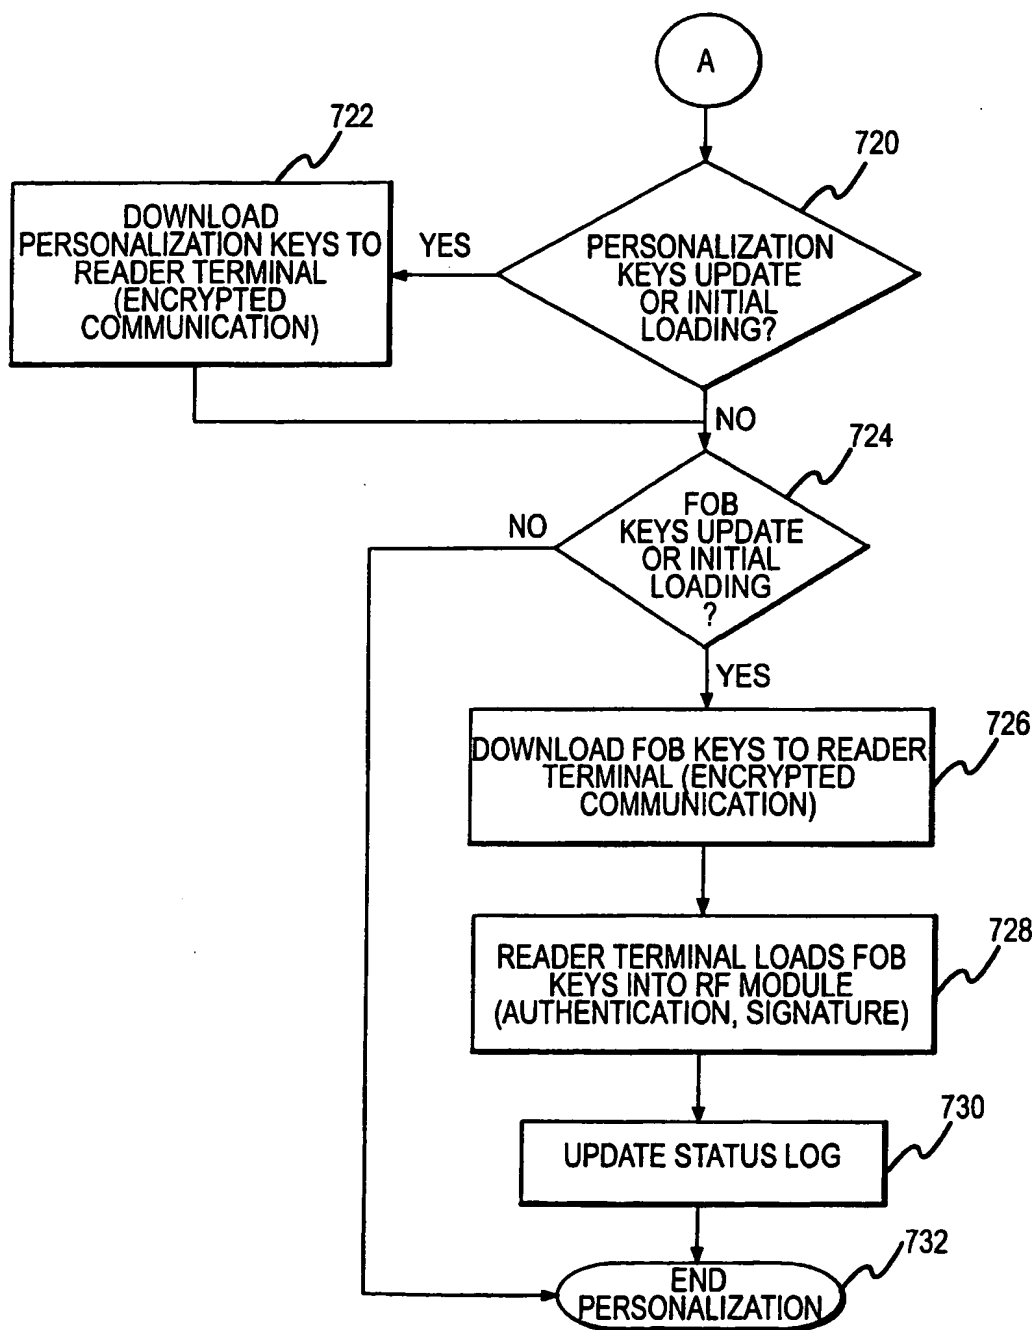 A
722
720
DOWNLOAD
PERSONALIZATION KEYS TO
READER TERMINAL
(ENCRYPTED
COMMUNICATION)
YES
PERSONALIZATION
KEYS UPDATE
OR INITIAL
LOADING?
NO
724
NO
FOB
KEYS UPDATE
OR INITIAL
LOADING
?
YES
726
DOWNLOAD FOB KEYS TO READER
TERMINAL (ENCRYPTED
COMMUNICATION)
728
READER TERMINAL LOADS FOB
KEYS INTO RF MODULE
(AUTHENTICATION, SIGNATURE)
730
UPDATE STATUS LOG
732
END
PERSONALIZATION